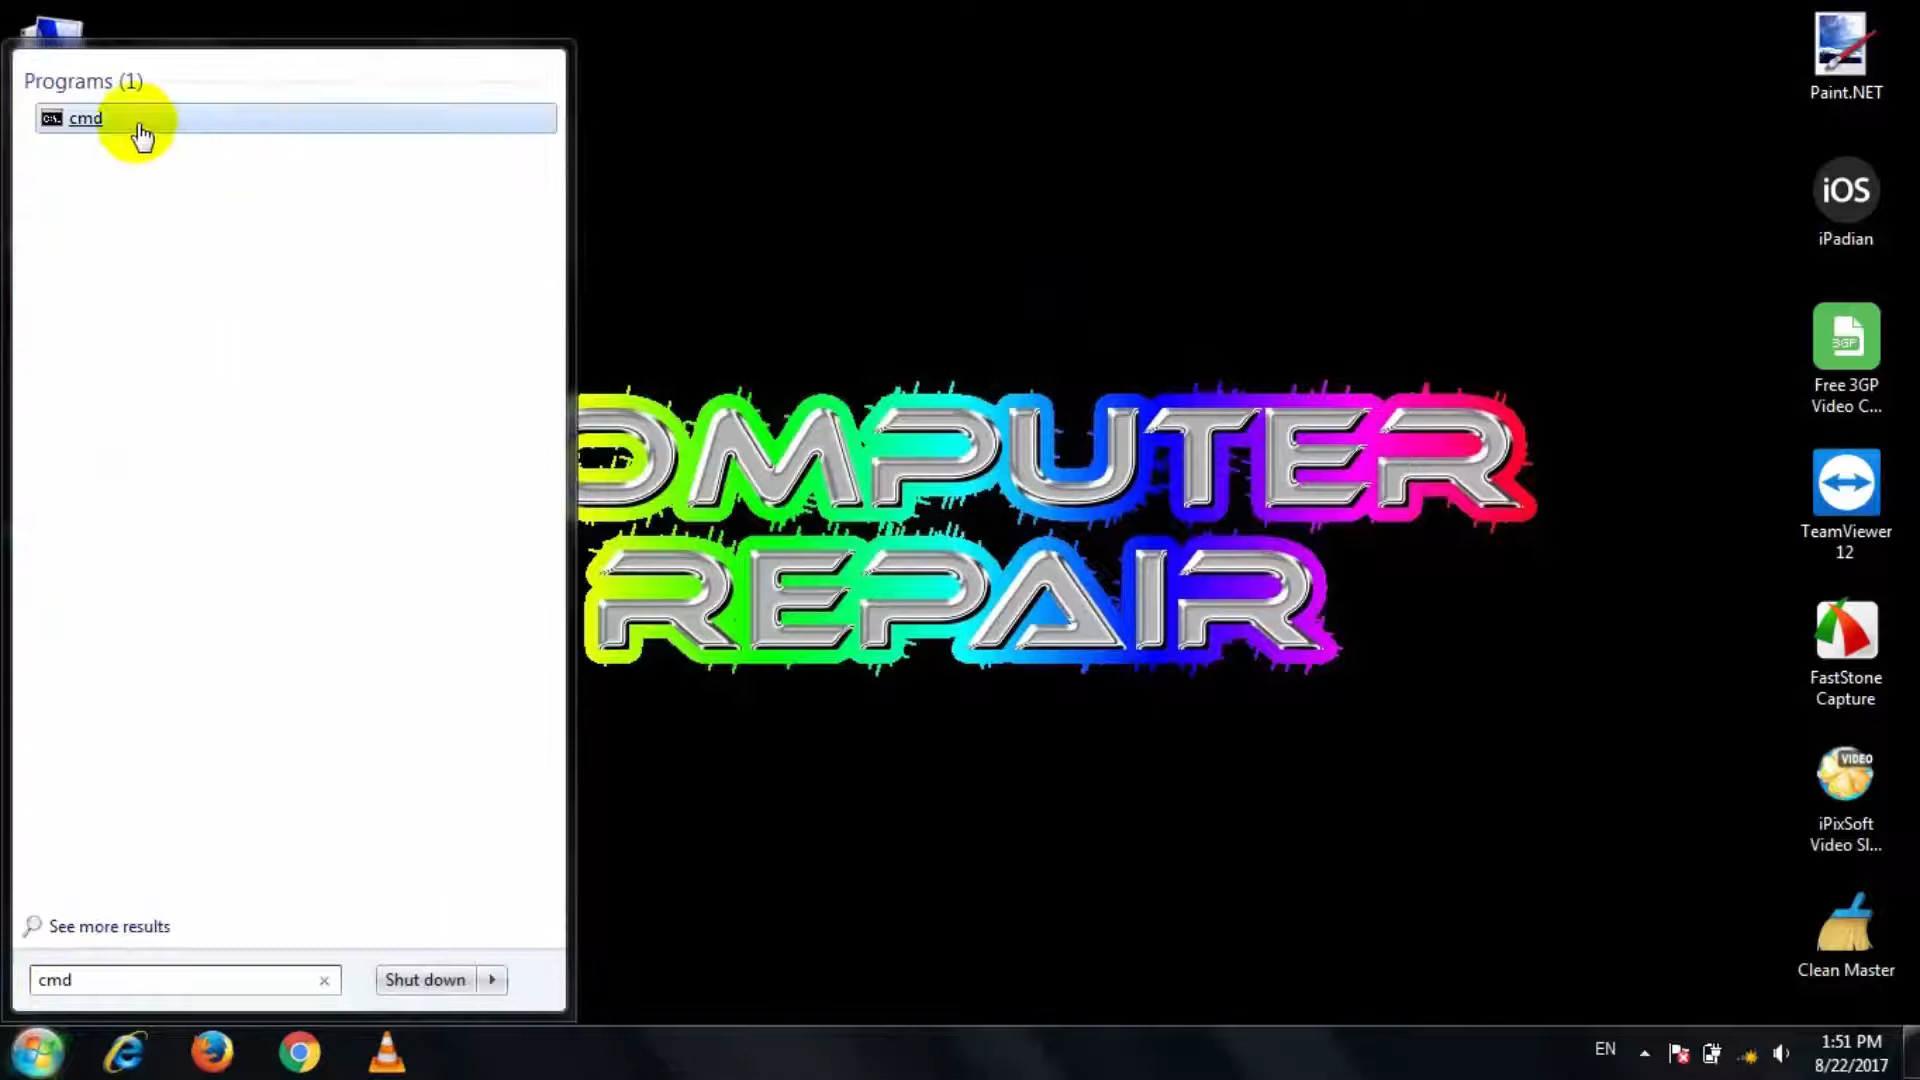 Programs (1)
C:\.
cmd
See more results
cmd
Shut down
OMPUTER
REPAIR
Paint.NET
iOS
iPadian
3GP
Free 3GP
Video C...
TeamViewer
12
FastStone
Capture
VIDEO
iPixSoft
Video Sl...
Clean Master
EN
1:51 PM
8/22/2017